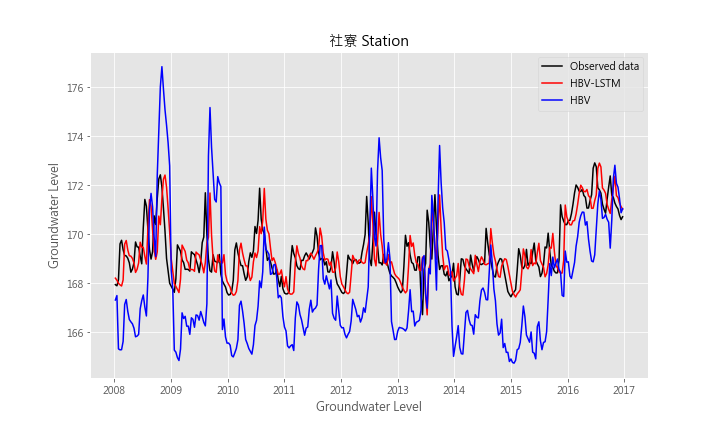 社寮 Station
Observed data
HBV-LSTM
HBV
Groundwater Level
176
174
172
170
168
166
2008 2009 2010 2011 2012 2013 2014 2015 2016 2017
Groundwater Level